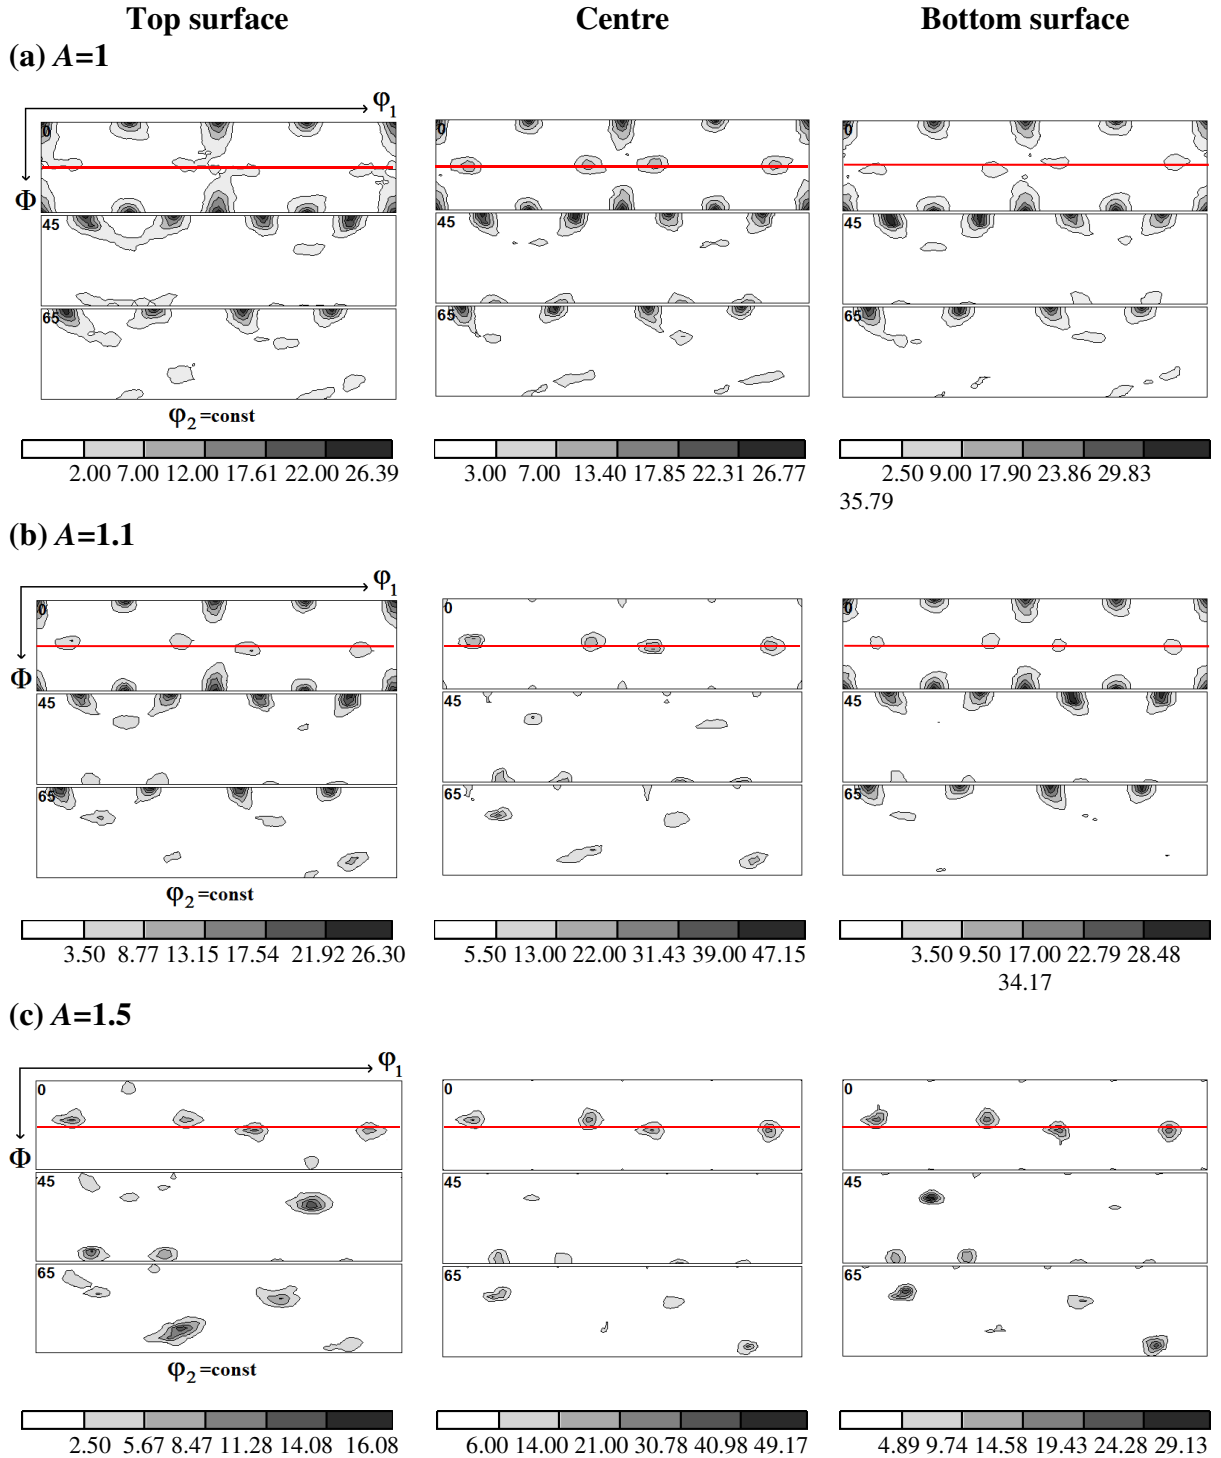 Top surface Centre Bottom surface
(a) A=1
φ1
Φ
0 0 0
45 45 45
65 65 65
φ2 =const
2.00 7.00 12.00 17.61 22.00 26.39 3.00 7.00 13.40 17.85 22.31 26.77 2.50 9.00 17.90 23.86 29.83
35.79
(b) A=1.1
φ1
Φ
0 0 0
45 45 45
65 65 65
φ2 =const
3.50 8.77 13.15 17.54 21.92 26.30 5.50 13.00 22.00 31.43 39.00 47.15 3.50 9.50 17.00 22.79 28.48
34.17
(c) A=1.5
φ1
Φ
0 0 0
45 45 45
65 65 65
φ2 =const
2.50 5.67 8.47 11.28 14.08 16.08 6.00 14.00 21.00 30.78 40.98 49.17 4.89 9.74 14.58 19.43 24.28 29.13